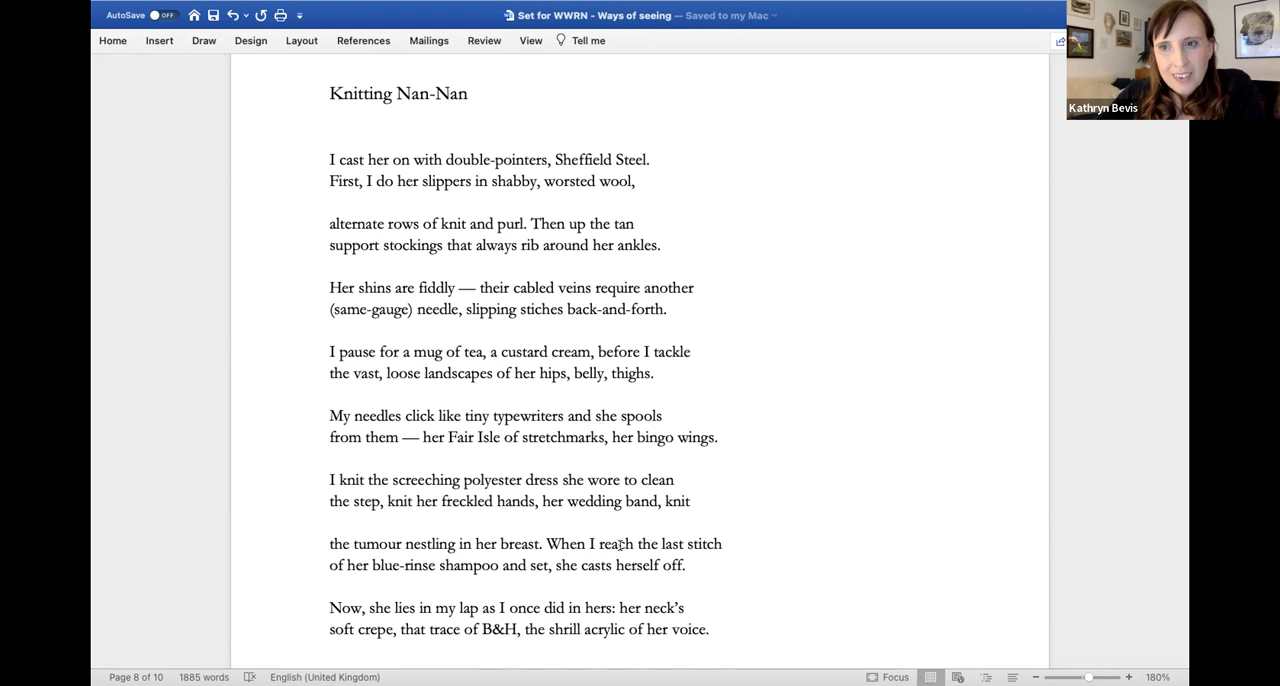 AutoSave OFF
Set for WWRN - Ways of seeing — Saved to my Mac
Home Insert Draw Design Layout References Mailings Review View Tell me
Kathryn Bevis
Knitting Nan-Nan
I cast her on with double-pointers, Sheffield Steel.
First, I do her slippers in shabby, worsted wool,
alternate rows of knit and purl. Then up the tan
support stockings that always rib around her ankles.
Her shins are fiddly — their cabled veins require another
(same-gauge) needle, slipping stiches back-and-forth.
I pause for a mug of tea, a custard cream, before I tackle
the vast, loose landscapes of her hips, belly, thighs.
My needles click like tiny typewriters and she spools
from them — her Fair Isle of stretchmarks, her bingo wings.
I knit the screeching polyester dress she wore to clean
the step, knit her freckled hands, her wedding band, knit
the tumour nestling in her breast. When I reach the last stitch
of her blue-rinse shampoo and set, she casts herself off.
Now, she lies in my lap as I once did in hers: her neck's
soft crepe, that trace of B&H, the shrill acrylic of her voice.
Page 8 of 10 1885 words English (United Kingdom) Focus 180%